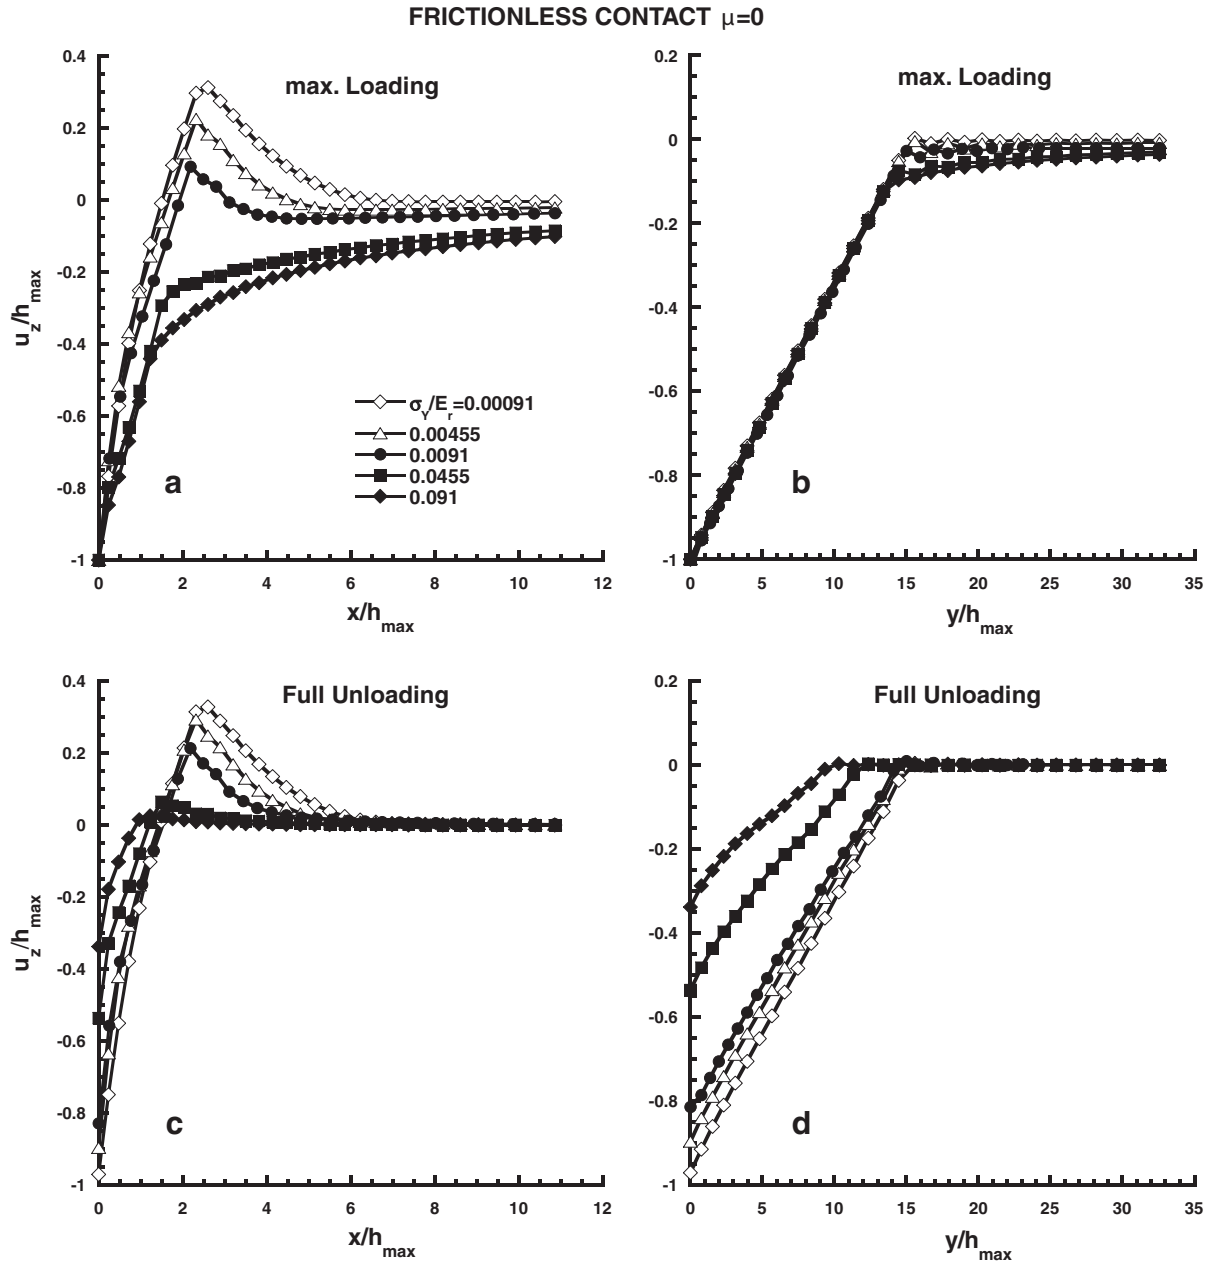 FRICTIONLESS CONTACT μ=0
max. Loading
0.4
0.2
0
-0.2
-0.4
-0.6
-0.8
-1
u_z/h_max
σ_Y/E_r=0.00091
0.00455
0.0091
0.0455
0.091
a
0 2 4 6 8 10 12
x/h_max
max. Loading
0.2
0
-0.2
-0.4
-0.6
-0.8
-1
b
0 5 10 15 20 25 30 35
y/h_max
Full Unloading
0.4
0.2
0
-0.2
-0.4
-0.6
-0.8
-1
u_z/h_max
c
0 2 4 6 8 10 12
x/h_max
Full Unloading
0.2
0
-0.2
-0.4
-0.6
-0.8
-1
d
0 5 10 15 20 25 30 35
y/h_max